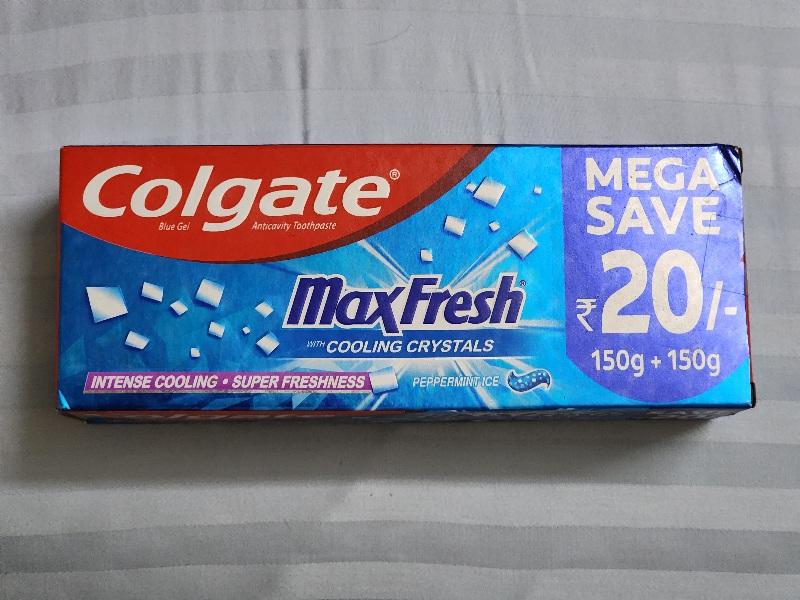 Colgate®
Blue Gel Anticavity Toothpaste
MaxFresh®
WITH COOLING CRYSTALS
INTENSE COOLING • SUPER FRESHNESS
PEPPERMINT ICE
MEGA
SAVE
₹20/-
150g + 150g